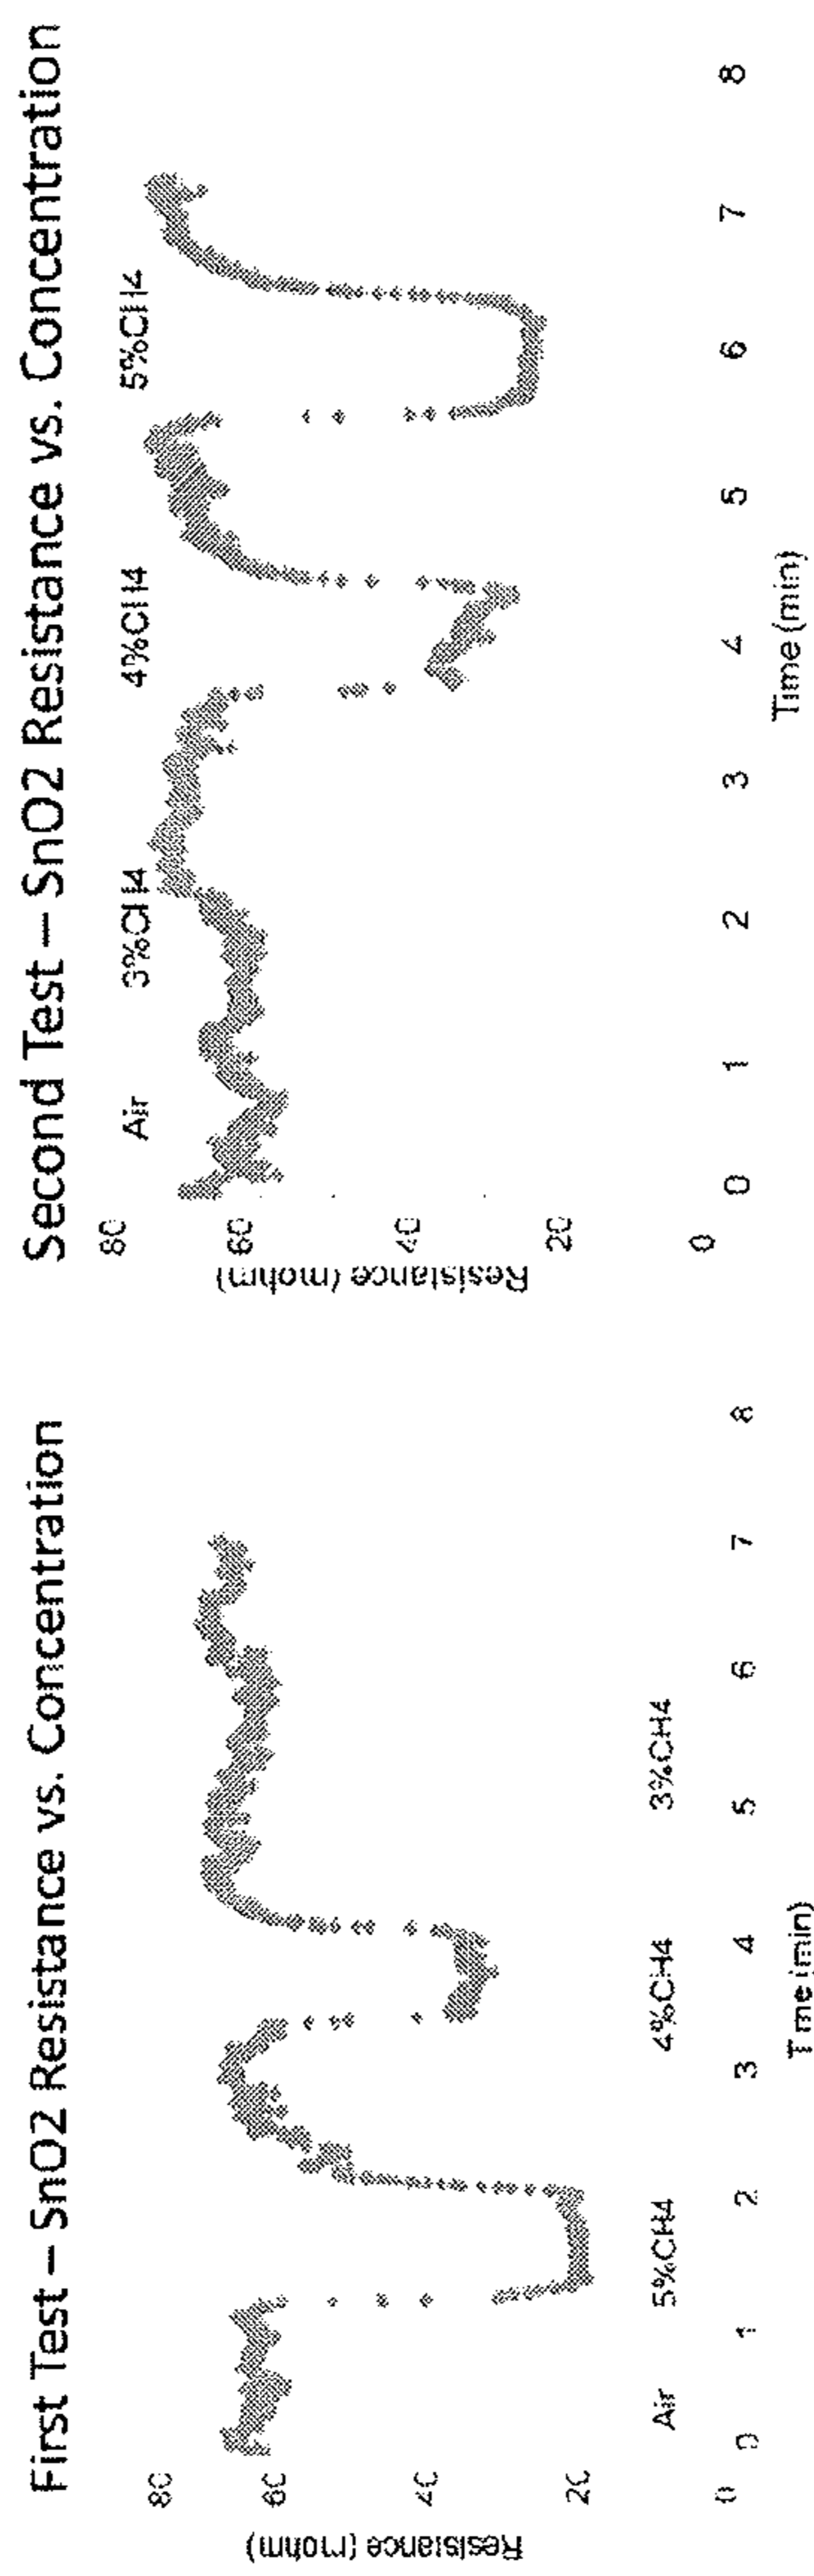 First Test – SnO2 Resistance vs. Concentration
80
60
40
20
0
Resistance (mohm)
Air
5%CH4
4%CH4
3%CH4
0
1
2
3
4
5
6
7
8
T me (min)
Second Test – SnO2 Resistance vs. Concentration
80
60
40
20
0
Resistance (mohm)
Air
3%CH4
4%CH4
5%CH4
0
1
2
3
4
5
6
7
8
Time (min)